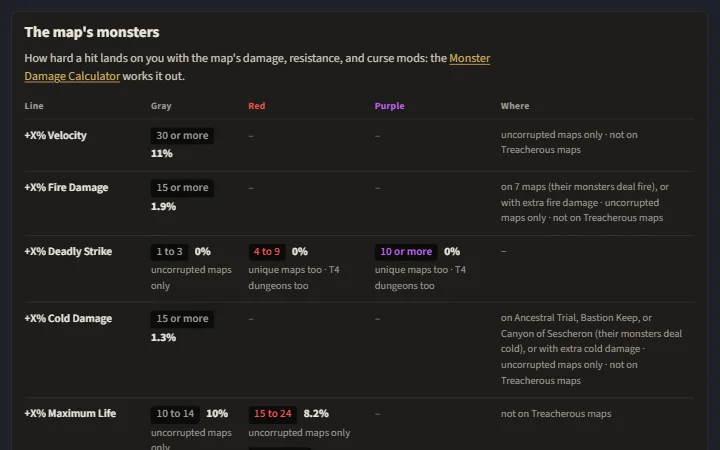 The map's monsters
How hard a hit lands on you with the map's damage, resistance, and curse mods: the Monster
Damage Calculator works it out.
Line Gray Red Purple Where
+X% Velocity 30 or more – – uncorrupted maps only · not on
11% Treacherous maps
+X% Fire Damage 15 or more – – on 7 maps (their monsters deal fire), or
1.9% with extra fire damage · uncorrupted
maps only · not on Treacherous maps
+X% Deadly Strike 1 to 3 0% 4 to 9 0% 10 or more 0% –
uncorrupted maps unique maps too · T4 unique maps too · T4
only dungeons too dungeons too
+X% Cold Damage 15 or more – – on Ancestral Trial, Bastion Keep, or
1.3% Canyon of Sescheron (their monsters deal
cold), or with extra cold damage ·
uncorrupted maps only · not on
Treacherous maps
+X% Maximum Life 10 to 14 10% 15 to 24 8.2% – not on Treacherous maps
uncorrupted maps uncorrupted maps only
only